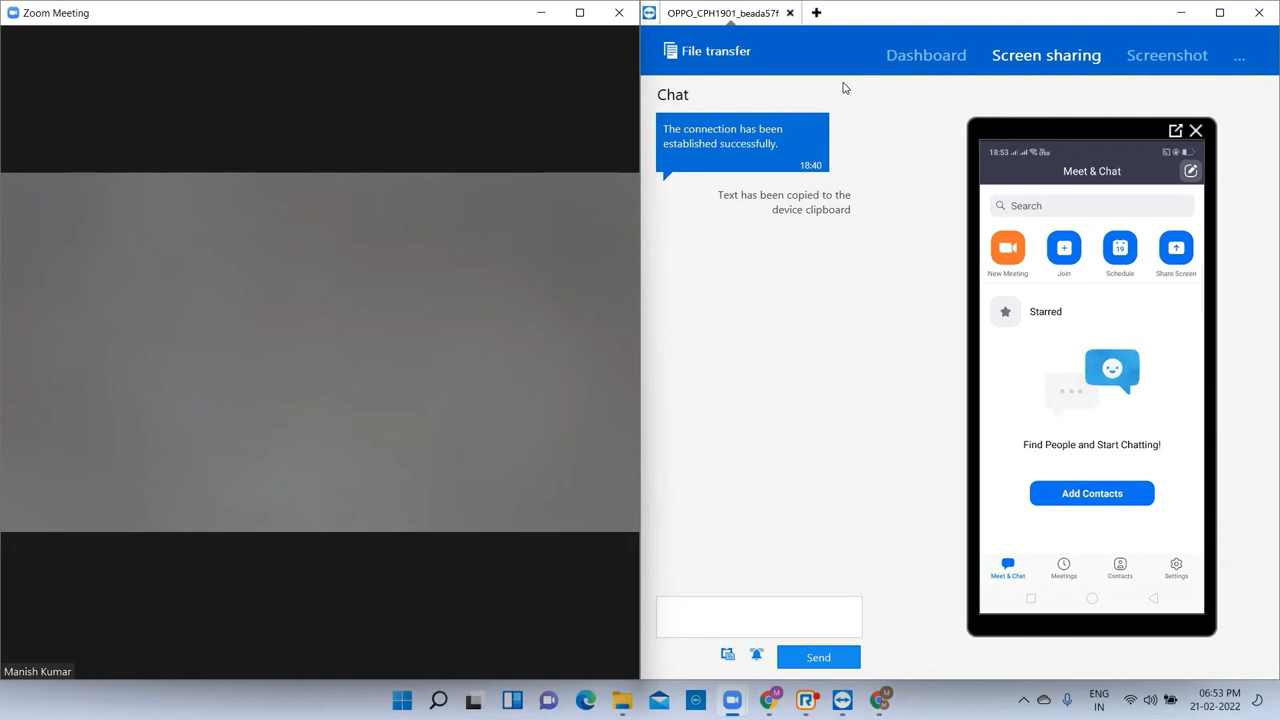 Zoom Meeting
Manish Kumar
OPPO_CPH1901_beada57f
File transfer
Dashboard
Screen sharing
Screenshot
...
Chat
The connection has been
established successfully.
18:40
Text has been copied to the
device clipboard
Send
18:53
Meet & Chat
Search
19
New Meeting
Join
Schedule
Share Screen
Starred
Find People and Start Chatting!
Add Contacts
Meet & Chat
Meetings
Contacts
Settings
ENG
IN
06:53 PM
21-02-2022